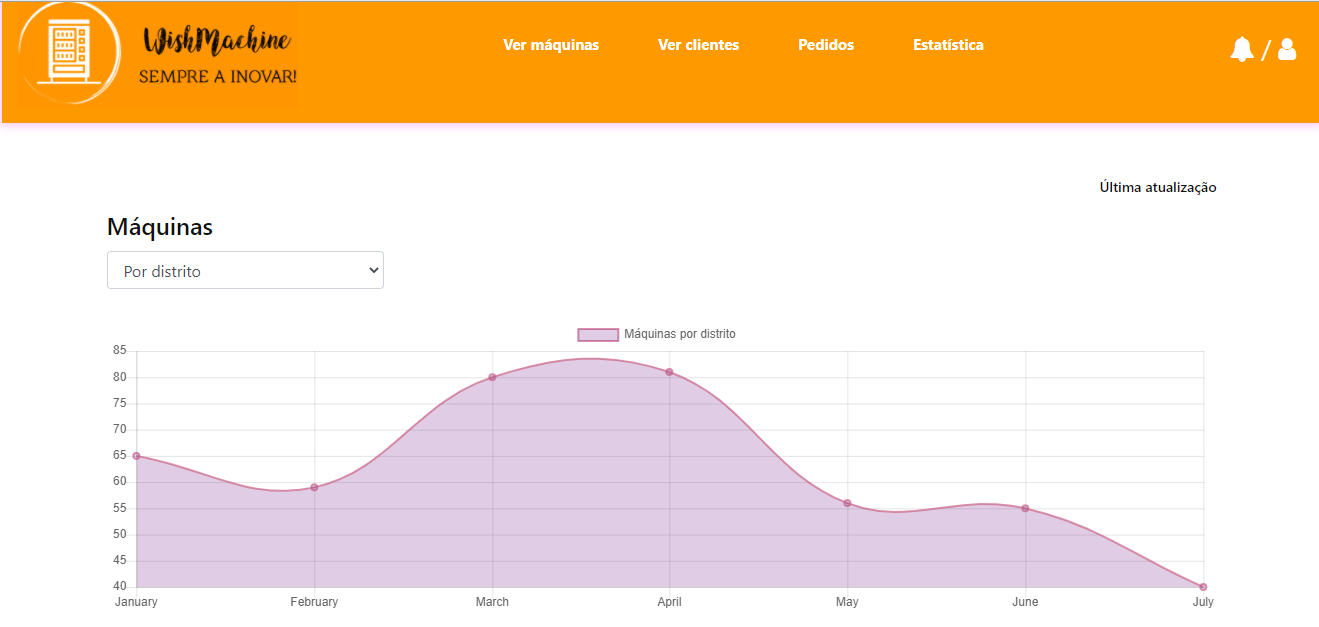 WishMachine
SEMPRE A INOVAR!
Ver máquinas Ver clientes Pedidos Estatística
/
Última atualização
Máquinas
Por distrito
Máquinas por distrito
85
80
75
70
65
60
55
50
45
40
January February March April May June July